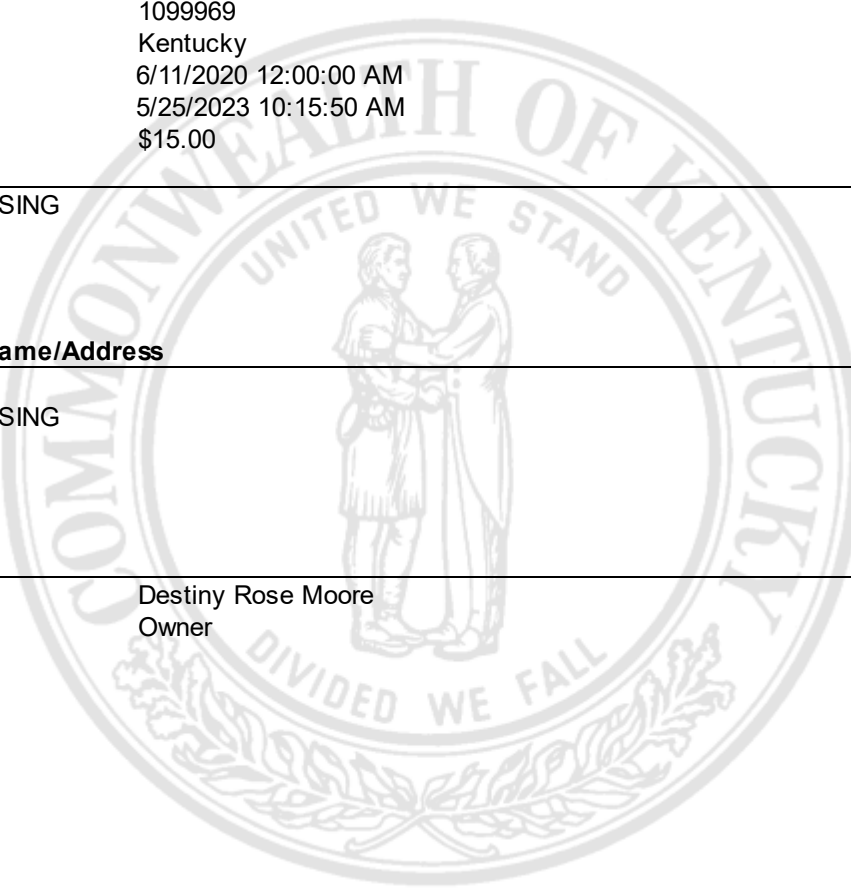 1099969
Kentucky
6/11/2020 12:00:00 AM
5/25/2023 10:15:50 AM
$15.00
SING
ame/Address
SING
Destiny Rose Moore
Owner
COMMONWEALTH OF KENTUCKY
UNITED WE STAND
DIVIDED WE FALL